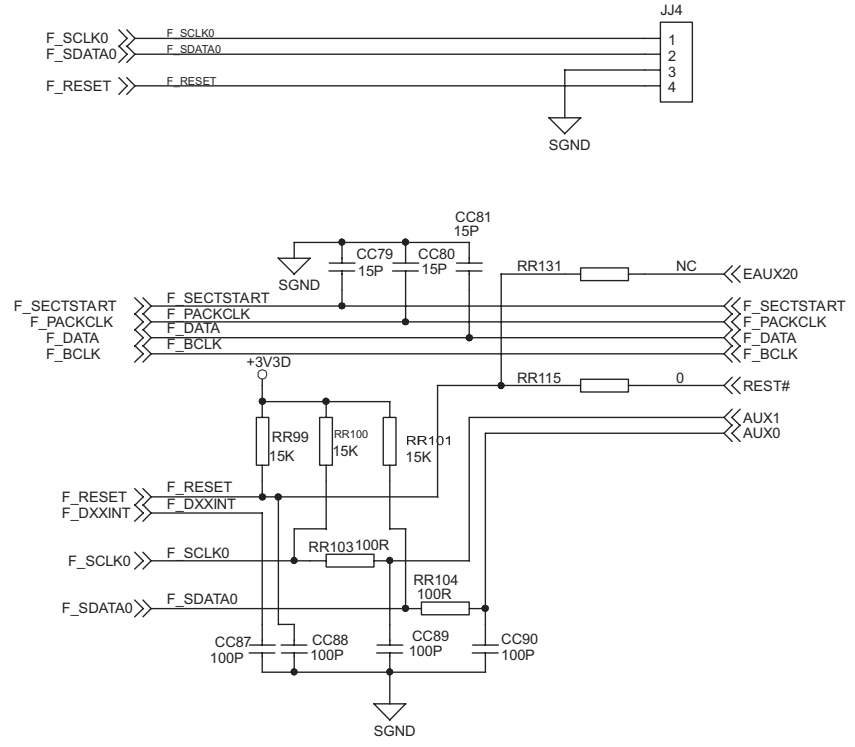 JJ4
F_SCLK0 F_SCLK0 1
F_SDATA0 F_SDATA0 2
3
F_RESET F_RESET 4
SGND
CC81
15P
CC79 CC80
15P 15P
SGND
RR131 NC EAUX20
F_SECTSTART F_SECTSTART F_SECTSTART
F_PACKCLK F_PACKCLK F_PACKCLK
F_DATA F_DATA F_DATA
F_BCLK F_BCLK F_BCLK
+3V3D
RR115 0 REST#
AUX1
AUX0
RR99 RR100 RR101
15K 15K 15K
F_RESET F_RESET
F_DXXINT F_DXXINT
F_SCLK0 F_SCLK0 RR103 100R
RR104
100R
F_SDATA0 F_SDATA0
CC87 CC88 CC89 CC90
100P 100P 100P 100P
SGND